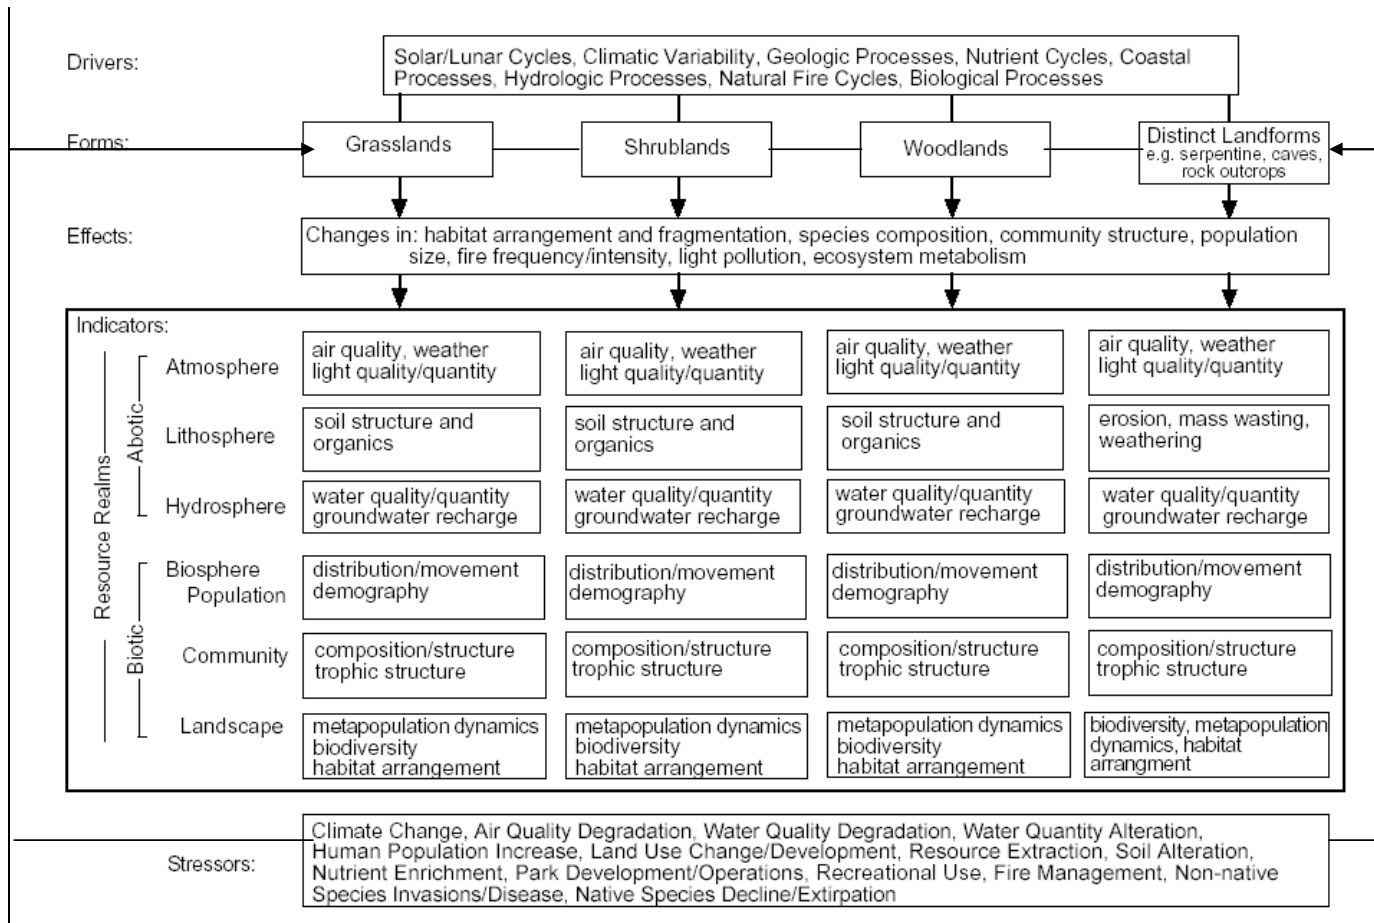 Drivers:
Solar/Lunar Cycles, Climatic Variability, Geologic Processes, Nutrient Cycles, Coastal
Processes, Hydrologic Processes, Natural Fire Cycles, Biological Processes
Forms:
Grasslands
Shrublands
Woodlands
Distinct Landforms
e.g. serpentine, caves,
rock outcrops
Effects:
Changes in: habitat arrangement and fragmentation, species composition, community structure, population
size, fire frequency/intensity, light pollution, ecosystem metabolism
Indicators:
Resource Realms
Abotic
Atmosphere
air quality, weather
light quality/quantity
air quality, weather
light quality/quantity
air quality, weather
light quality/quantity
air quality, weather
light quality/quantity
Lithosphere
soil structure and
organics
soil structure and
organics
soil structure and
organics
erosion, mass wasting,
weathering
Hydrosphere
water quality/quantity
groundwater recharge
water quality/quantity
groundwater recharge
water quality/quantity
groundwater recharge
water quality/quantity
groundwater recharge
Biotic
Biosphere
Population
distribution/movement
demography
distribution/movement
demography
distribution/movement
demography
distribution/movement
demography
Community
composition/structure
trophic structure
composition/structure
trophic structure
composition/structure
trophic structure
composition/structure
trophic structure
Landscape
metapopulation dynamics
biodiversity
habitat arrangement
metapopulation dynamics
biodiversity
habitat arrangement
metapopulation dynamics
biodiversity
habitat arrangement
biodiversity, metapopulation
dynamics, habitat
arrangment
Stressors:
Climate Change, Air Quality Degradation, Water Quality Degradation, Water Quantity Alteration,
Human Population Increase, Land Use Change/Development, Resource Extraction, Soil Alteration,
Nutrient Enrichment, Park Development/Operations, Recreational Use, Fire Management, Non-native
Species Invasions/Disease, Native Species Decline/Extirpation